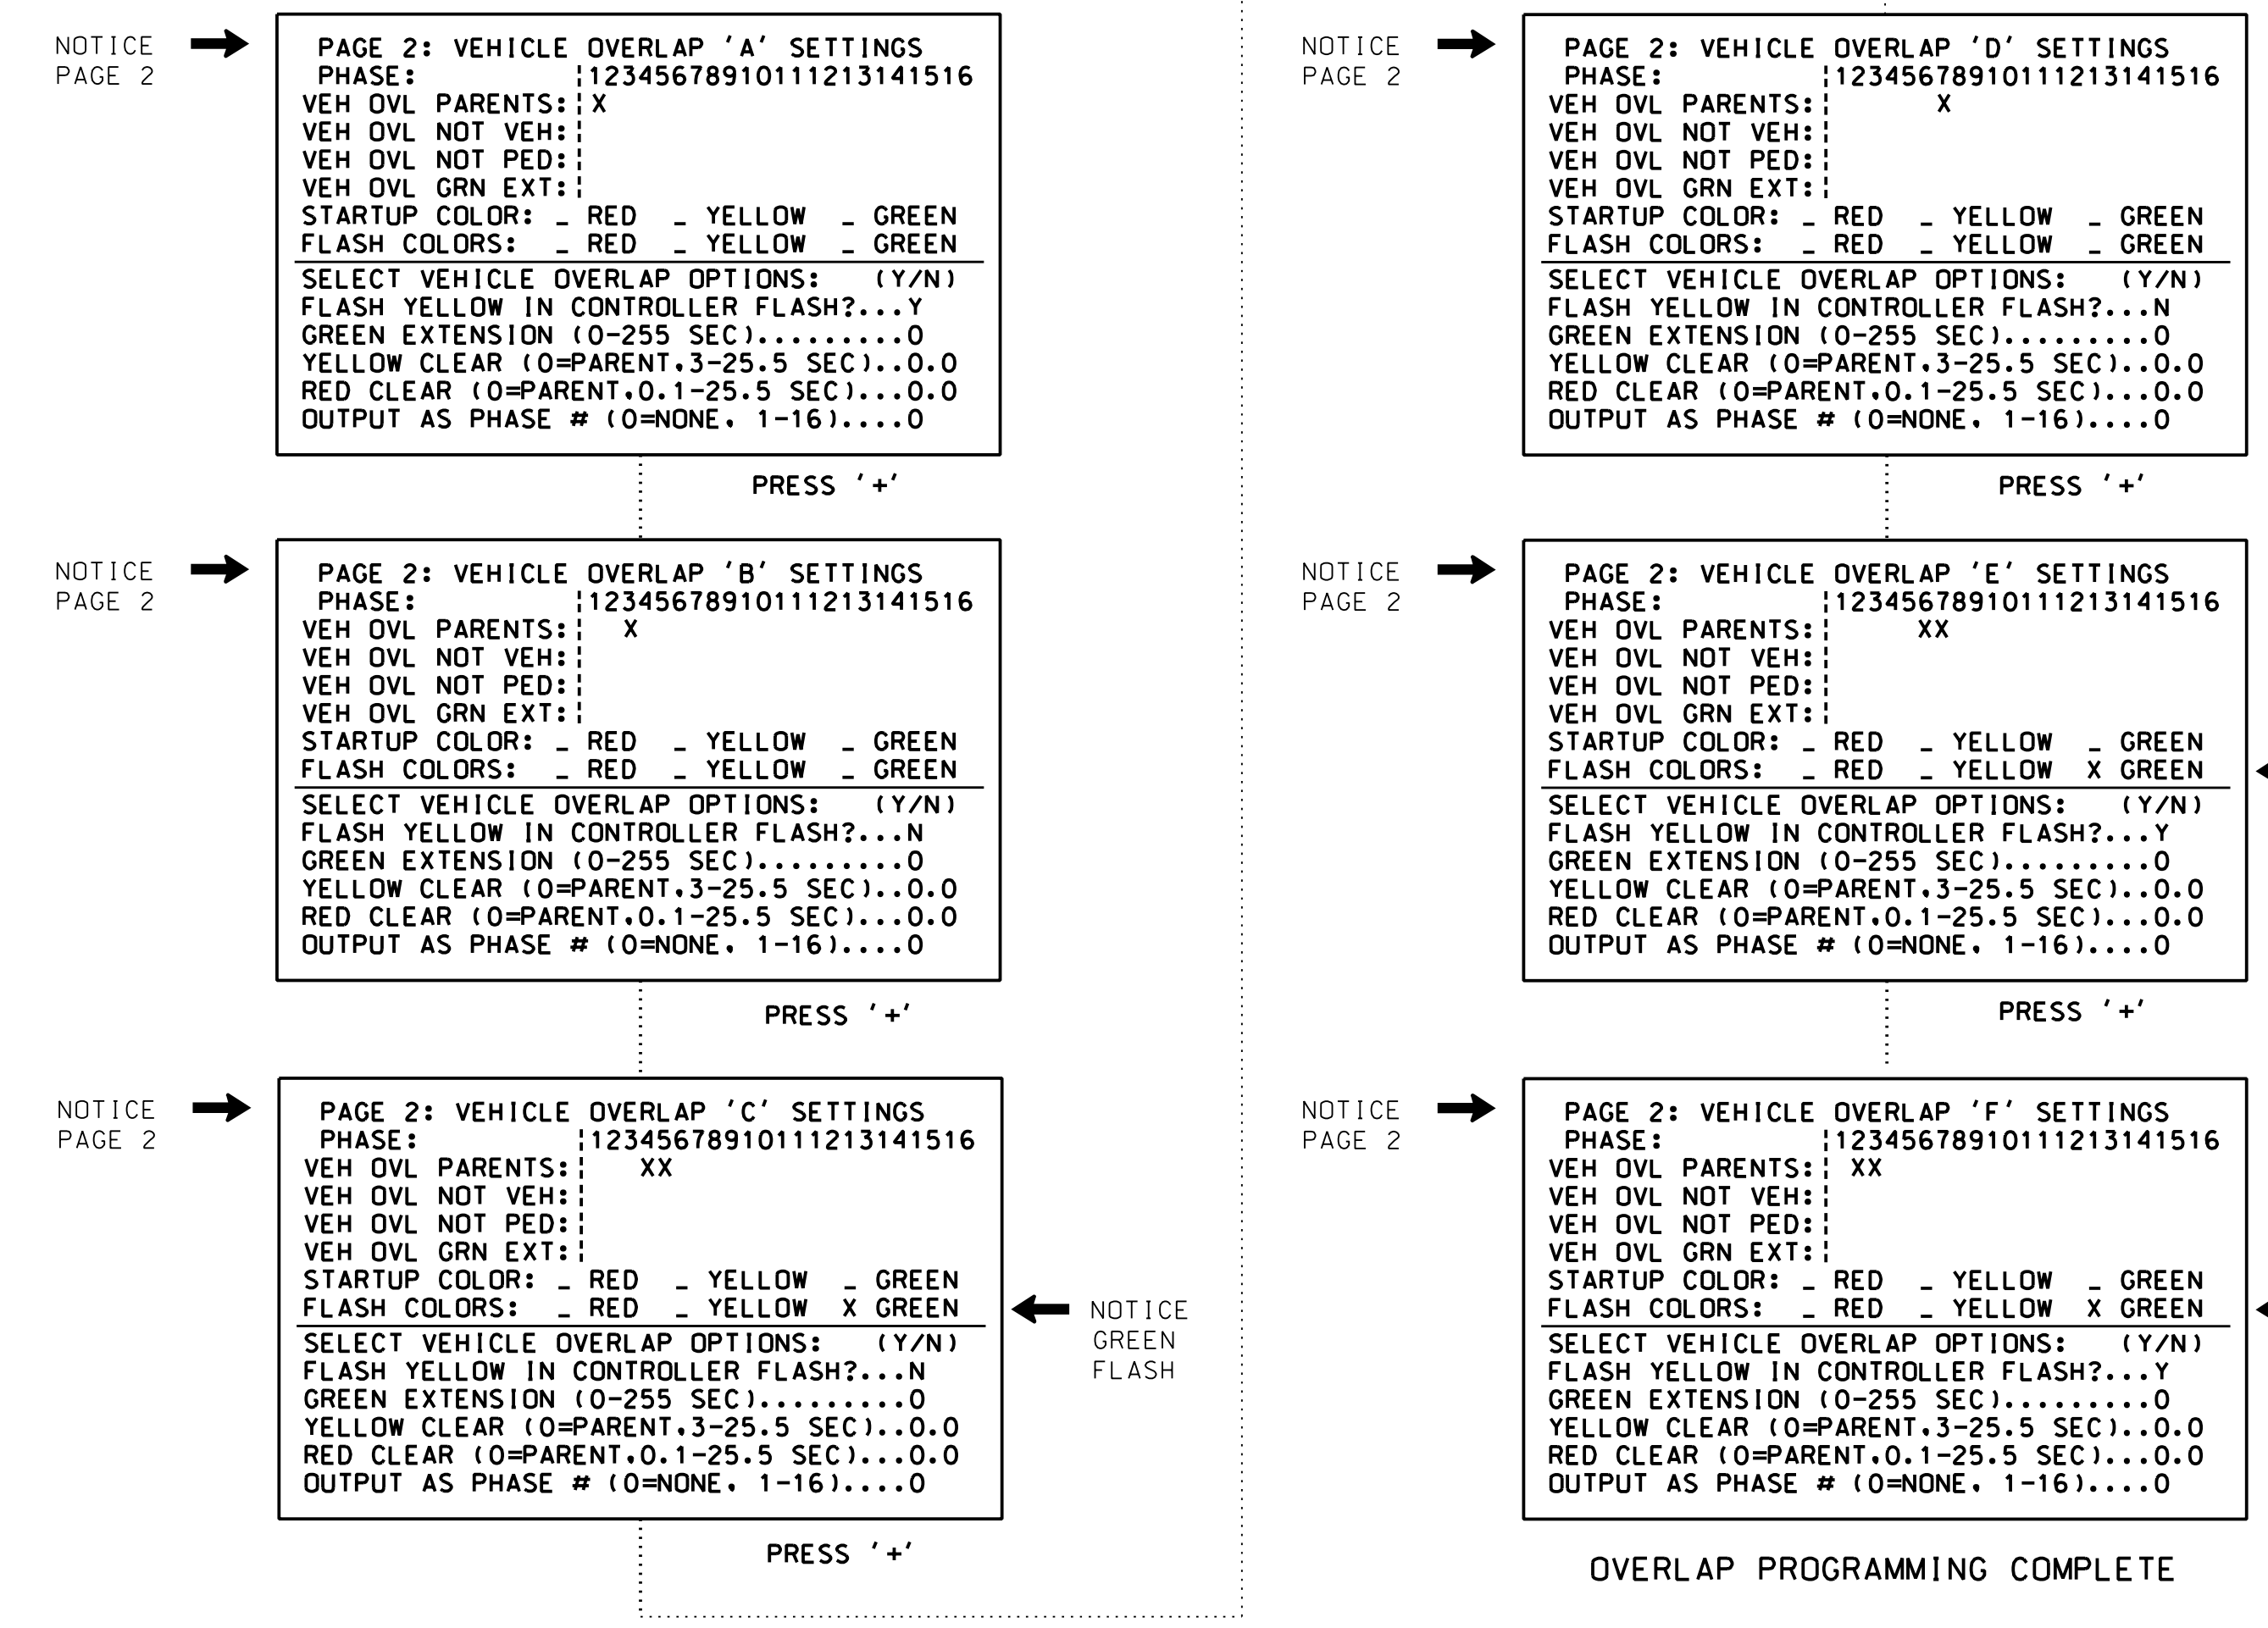 NOTICE
PAGE 2
PAGE 2: VEHICLE OVERLAP 'A' SETTINGS
PHASE: ¦12345678910111213141516
VEH OVL PARENTS:¦X
VEH OVL NOT VEH:¦
VEH OVL NOT PED:¦
VEH OVL GRN EXT:¦
STARTUP COLOR: _ RED _ YELLOW _ GREEN
FLASH COLORS: _ RED _ YELLOW _ GREEN
SELECT VEHICLE OVERLAP OPTIONS: (Y/N)
FLASH YELLOW IN CONTROLLER FLASH?...Y
GREEN EXTENSION (0-255 SEC).........0
YELLOW CLEAR (0=PARENT,3-25.5 SEC)..0.0
RED CLEAR (0=PARENT,0.1-25.5 SEC)...0.0
OUTPUT AS PHASE # (0=NONE, 1-16)....0
PRESS '+'
NOTICE
PAGE 2
PAGE 2: VEHICLE OVERLAP 'B' SETTINGS
PHASE: ¦12345678910111213141516
VEH OVL PARENTS:¦ X
VEH OVL NOT VEH:¦
VEH OVL NOT PED:¦
VEH OVL GRN EXT:¦
STARTUP COLOR: _ RED _ YELLOW _ GREEN
FLASH COLORS: _ RED _ YELLOW _ GREEN
SELECT VEHICLE OVERLAP OPTIONS: (Y/N)
FLASH YELLOW IN CONTROLLER FLASH?...N
GREEN EXTENSION (0-255 SEC).........0
YELLOW CLEAR (0=PARENT,3-25.5 SEC)..0.0
RED CLEAR (0=PARENT,0.1-25.5 SEC)...0.0
OUTPUT AS PHASE # (0=NONE, 1-16)....0
PRESS '+'
NOTICE
PAGE 2
PAGE 2: VEHICLE OVERLAP 'C' SETTINGS
PHASE: ¦12345678910111213141516
VEH OVL PARENTS:¦ XX
VEH OVL NOT VEH:¦
VEH OVL NOT PED:¦
VEH OVL GRN EXT:¦
STARTUP COLOR: _ RED _ YELLOW _ GREEN
FLASH COLORS: _ RED _ YELLOW X GREEN
NOTICE
GREEN
FLASH
SELECT VEHICLE OVERLAP OPTIONS: (Y/N)
FLASH YELLOW IN CONTROLLER FLASH?...N
GREEN EXTENSION (0-255 SEC).........0
YELLOW CLEAR (0=PARENT,3-25.5 SEC)..0.0
RED CLEAR (0=PARENT,0.1-25.5 SEC)...0.0
OUTPUT AS PHASE # (0=NONE, 1-16)....0
PRESS '+'
NOTICE
PAGE 2
PAGE 2: VEHICLE OVERLAP 'D' SETTINGS
PHASE: ¦12345678910111213141516
VEH OVL PARENTS:¦ X
VEH OVL NOT VEH:¦
VEH OVL NOT PED:¦
VEH OVL GRN EXT:¦
STARTUP COLOR: _ RED _ YELLOW _ GREEN
FLASH COLORS: _ RED _ YELLOW _ GREEN
SELECT VEHICLE OVERLAP OPTIONS: (Y/N)
FLASH YELLOW IN CONTROLLER FLASH?...N
GREEN EXTENSION (0-255 SEC).........0
YELLOW CLEAR (0=PARENT,3-25.5 SEC)..0.0
RED CLEAR (0=PARENT,0.1-25.5 SEC)...0.0
OUTPUT AS PHASE # (0=NONE, 1-16)....0
PRESS '+'
NOTICE
PAGE 2
PAGE 2: VEHICLE OVERLAP 'E' SETTINGS
PHASE: ¦12345678910111213141516
VEH OVL PARENTS:¦ XX
VEH OVL NOT VEH:¦
VEH OVL NOT PED:¦
VEH OVL GRN EXT:¦
STARTUP COLOR: _ RED _ YELLOW _ GREEN
FLASH COLORS: _ RED _ YELLOW X GREEN
SELECT VEHICLE OVERLAP OPTIONS: (Y/N)
FLASH YELLOW IN CONTROLLER FLASH?...Y
GREEN EXTENSION (0-255 SEC).........0
YELLOW CLEAR (0=PARENT,3-25.5 SEC)..0.0
RED CLEAR (0=PARENT,0.1-25.5 SEC)...0.0
OUTPUT AS PHASE # (0=NONE, 1-16)....0
PRESS '+'
NOTICE
PAGE 2
PAGE 2: VEHICLE OVERLAP 'F' SETTINGS
PHASE: ¦12345678910111213141516
VEH OVL PARENTS:¦ XX
VEH OVL NOT VEH:¦
VEH OVL NOT PED:¦
VEH OVL GRN EXT:¦
STARTUP COLOR: _ RED _ YELLOW _ GREEN
FLASH COLORS: _ RED _ YELLOW X GREEN
SELECT VEHICLE OVERLAP OPTIONS: (Y/N)
FLASH YELLOW IN CONTROLLER FLASH?...Y
GREEN EXTENSION (0-255 SEC).........0
YELLOW CLEAR (0=PARENT,3-25.5 SEC)..0.0
RED CLEAR (0=PARENT,0.1-25.5 SEC)...0.0
OUTPUT AS PHASE # (0=NONE, 1-16)....0
OVERLAP PROGRAMMING COMPLETE